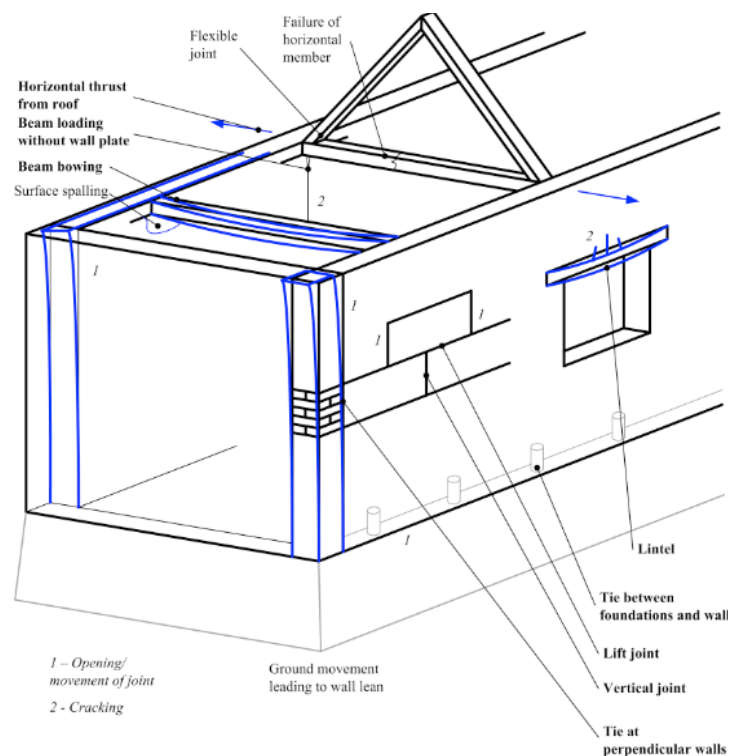 Failure of
horizontal
member
Flexible
joint
Horizontal thrust
from roof
Beam loading
without wall plate
Beam bowing
Surface spalling
2
2
1
1
1
1
1
Lintel
Tie between
foundations and wall
Lift joint
Vertical joint
Tie at
perpendicular walls
1 – Opening/
movement of joint
2 - Cracking
Ground movement
leading to wall lean